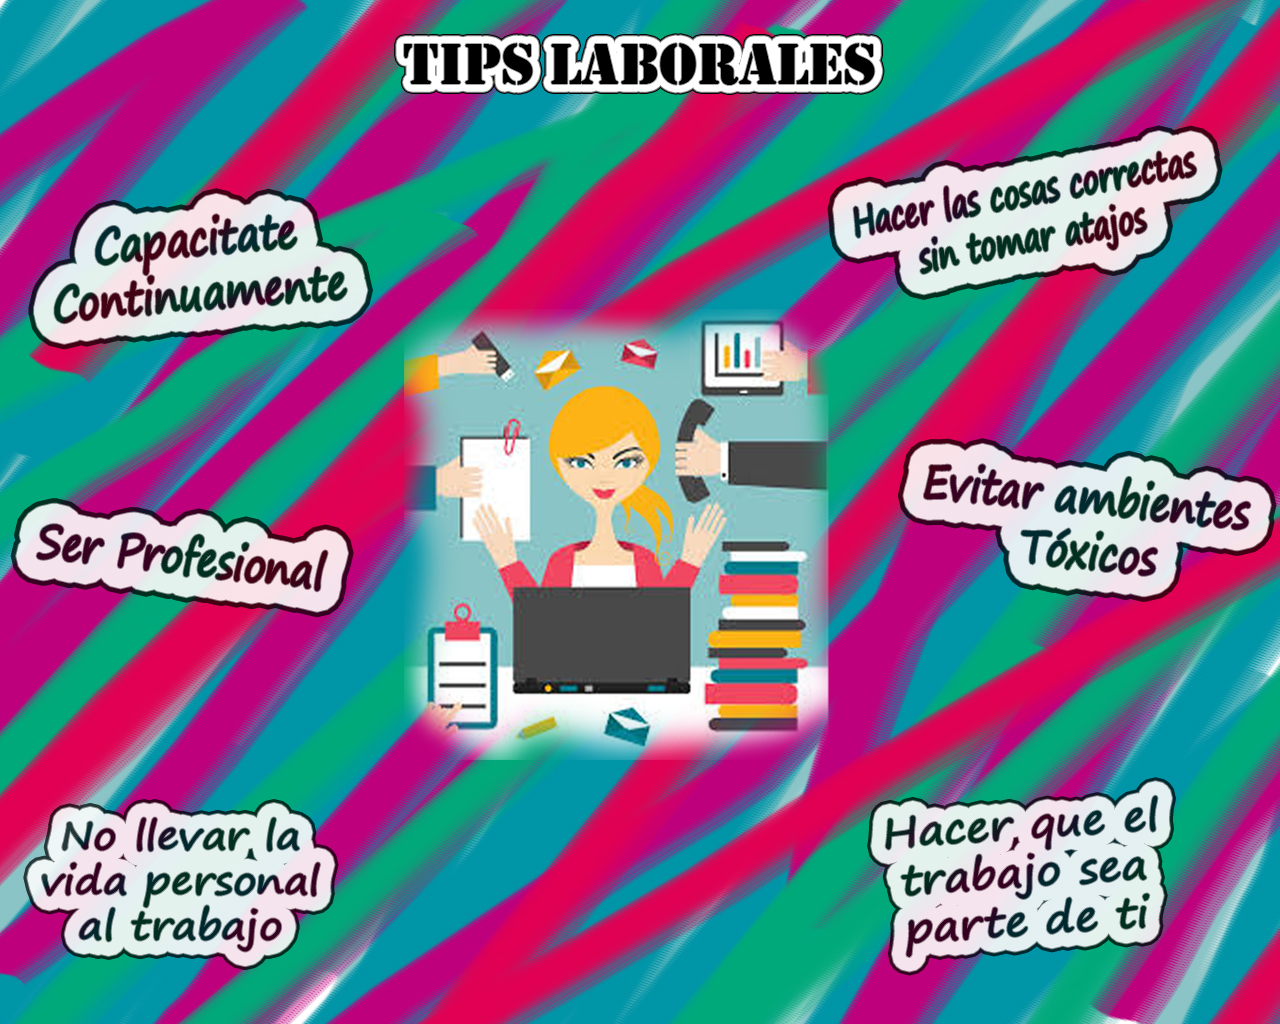 TIPS LABORALES
Capacitate
Continuamente
Hacer las cosas correctas
sin tomar atajos
Ser Profesional
Evitar ambientes
Tóxicos
No llevar la
vida personal
al trabajo
Hacer que el
trabajo sea
parte de ti